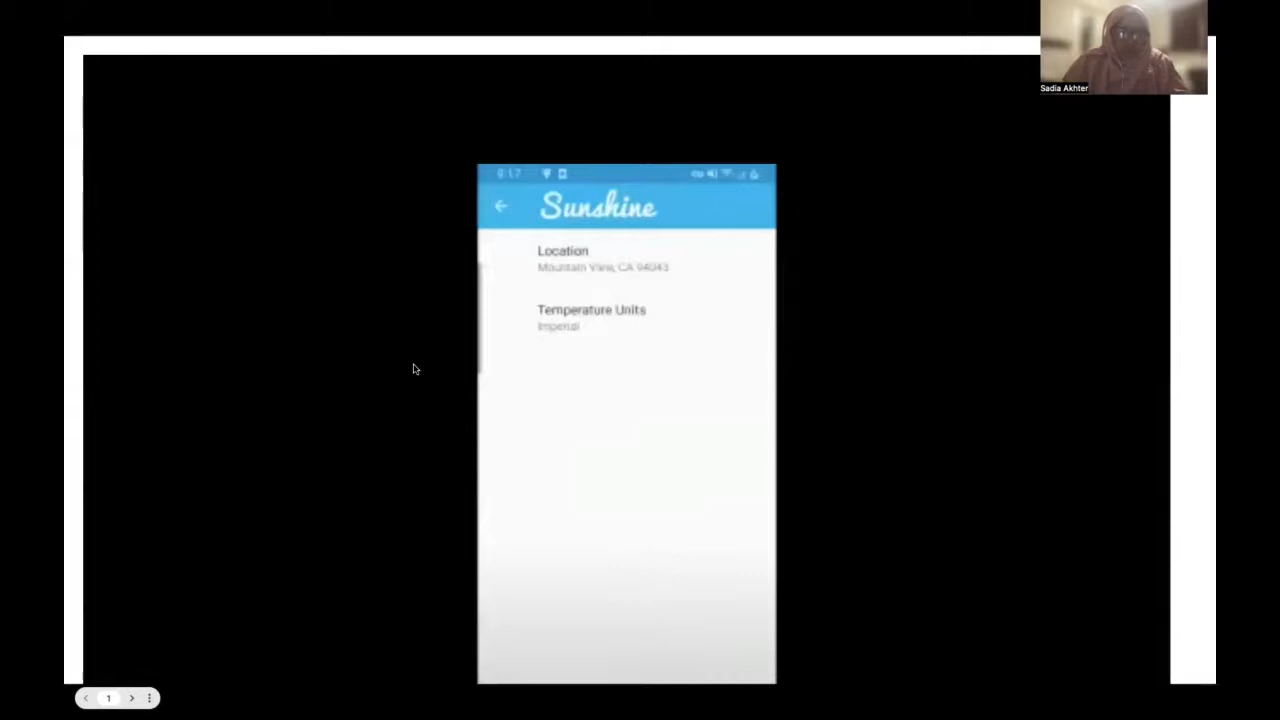 Sadia Akhter
Sunshine
Location
Mountain View, CA 94043
Temperature Units
Imperial
1